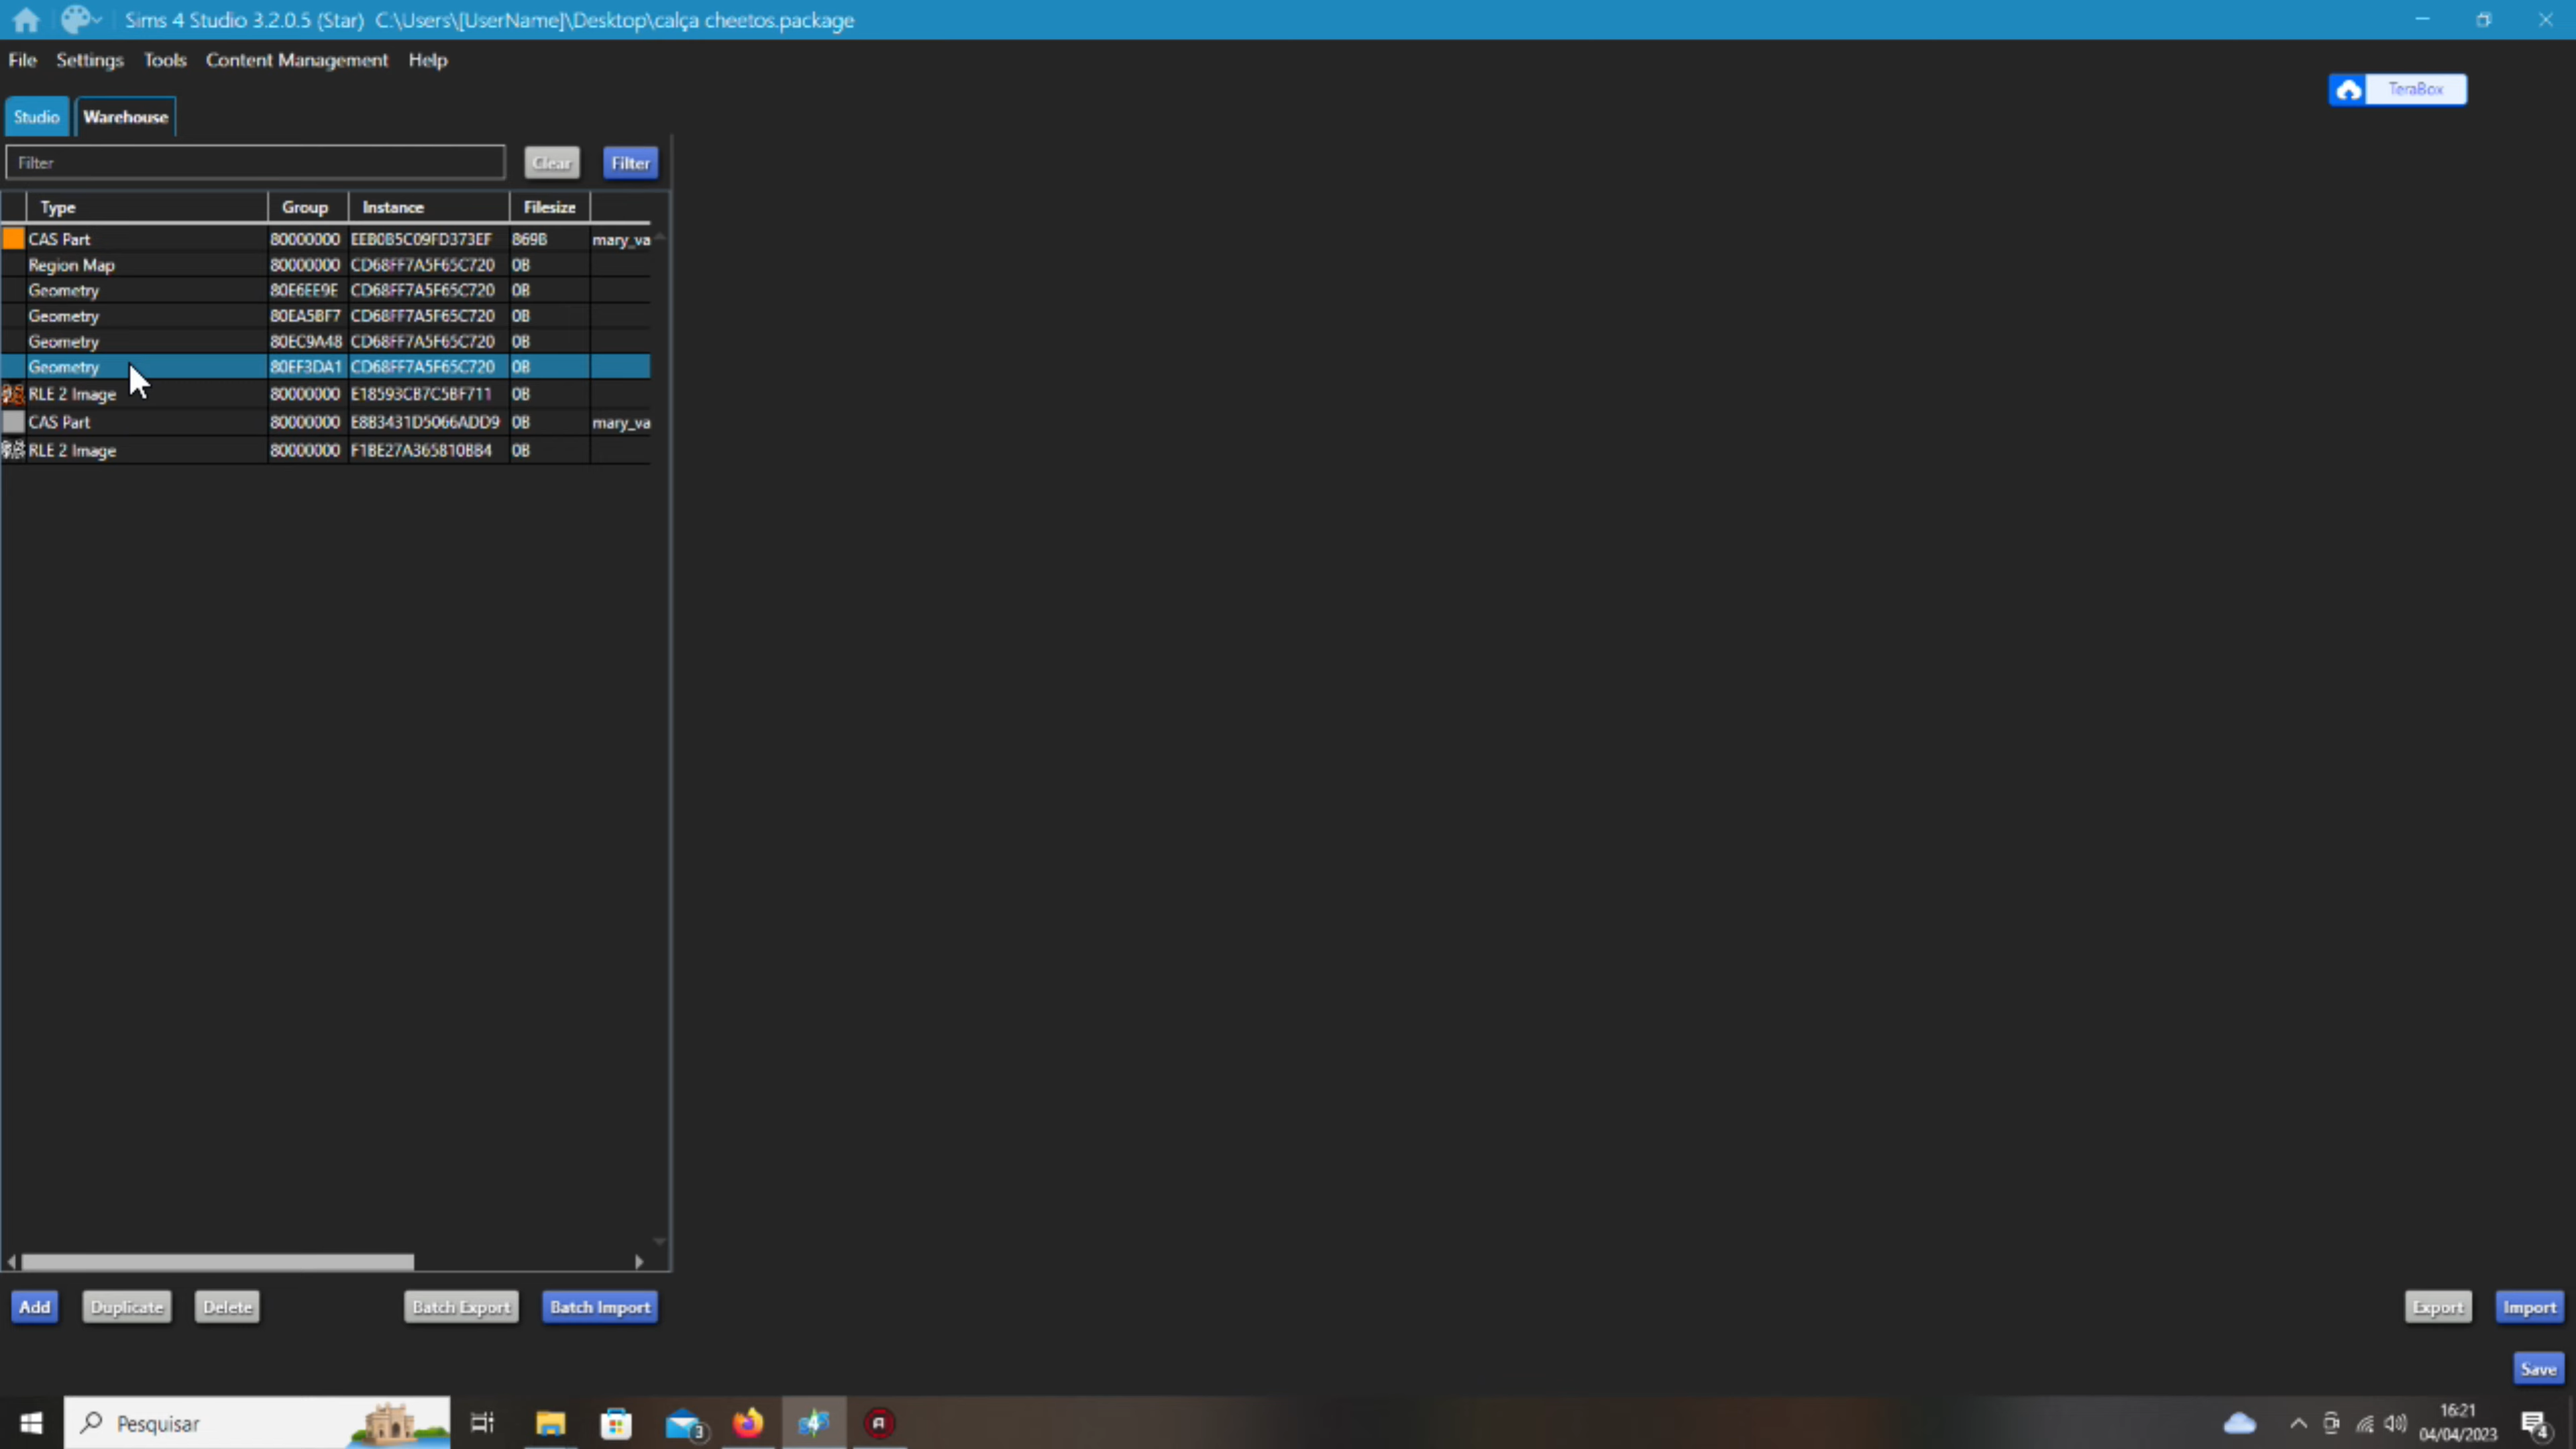 Sims 4 Studio 3.2.0.5 (Star) C:\Users\[UserName]\Desktop\calça cheetos.package
File Settings Tools Content Management Help
TeraBox
Studio Warehouse
Filter Clear Filter
Type Group Instance Filesize
CAS Part 80000000 EEB0B5C09FD373EF 869B mary_va
Region Map 80000000 CD68FF7A5F65C720 0B
Geometry 80E6EE9E CD68FF7A5F65C720 0B
Geometry 80EA5BF7 CD68FF7A5F65C720 0B
Geometry 80EC9A48 CD68FF7A5F65C720 0B
Geometry 80EF3DA1 CD68FF7A5F65C720 0B
RLE 2 Image 80000000 E18593CB7C5BF711 0B
CAS Part 80000000 E8B3431D5066ADD9 0B mary_va
RLE 2 Image 80000000 F1BE27A365810BB4 0B
Add Duplicate Delete Batch Export Batch Import Export Import
Save
Pesquisar
3
16:21
04/04/2023
4